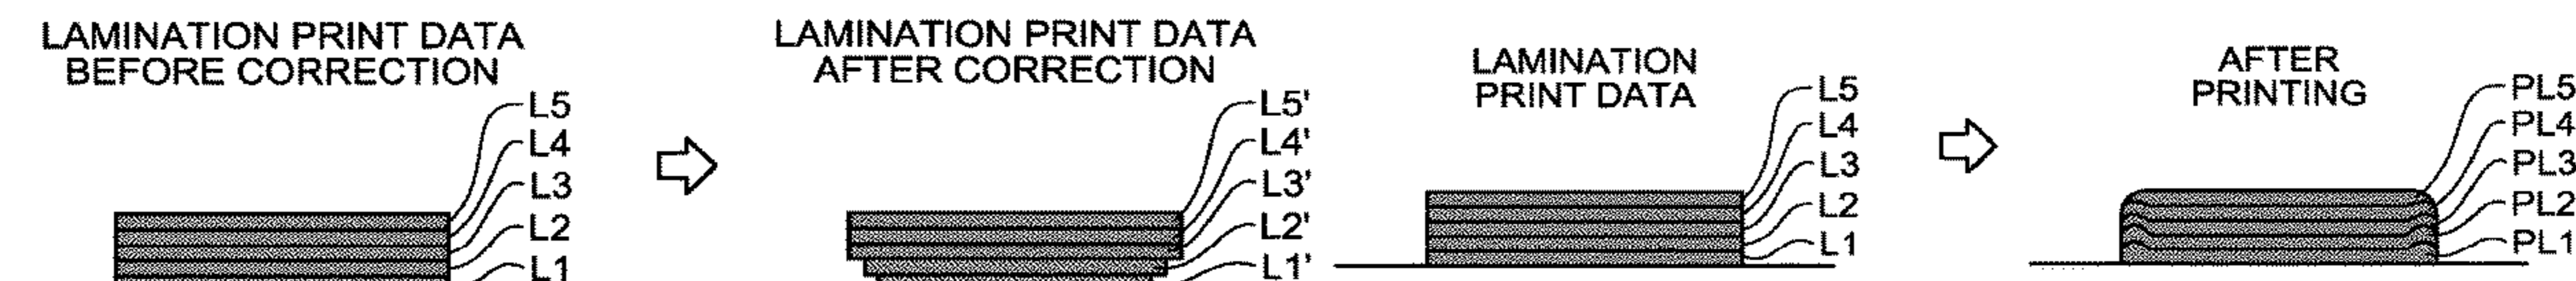 LAMINATION PRINT DATA
BEFORE CORRECTION
L5
L4
L3
L2
L1
LAMINATION PRINT DATA
AFTER CORRECTION
L5'
L4'
L3'
L2'
L1'
LAMINATION
PRINT DATA
L5
L4
L3
L2
L1
AFTER
PRINTING
PL5
PL4
PL3
PL2
PL1